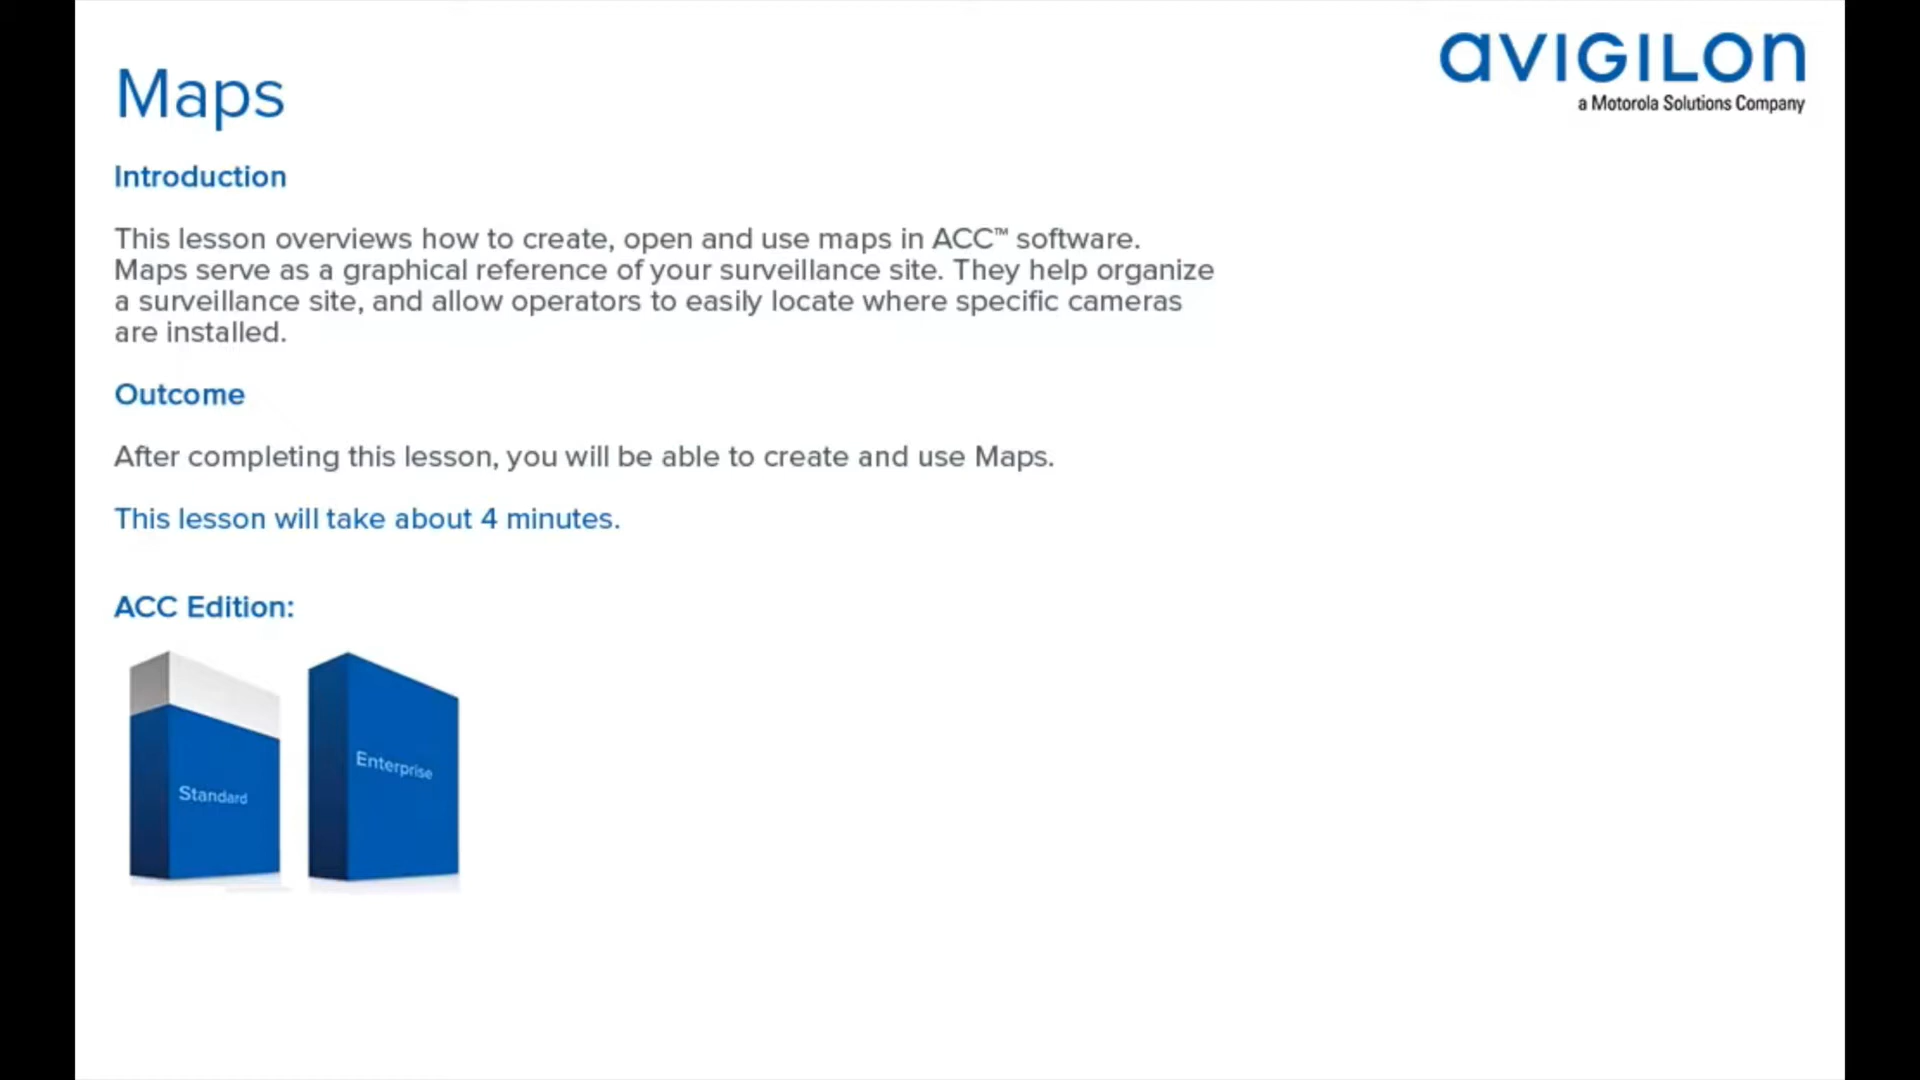 Maps
aVIGILon
a Motorola Solutions Company
Introduction
This lesson overviews how to create, open and use maps in ACC™ software.
Maps serve as a graphical reference of your surveillance site. They help organize
a surveillance site, and allow operators to easily locate where specific cameras
are installed.
Outcome
After completing this lesson, you will be able to create and use Maps.
This lesson will take about 4 minutes.
ACC Edition:
Standard
Enterprise